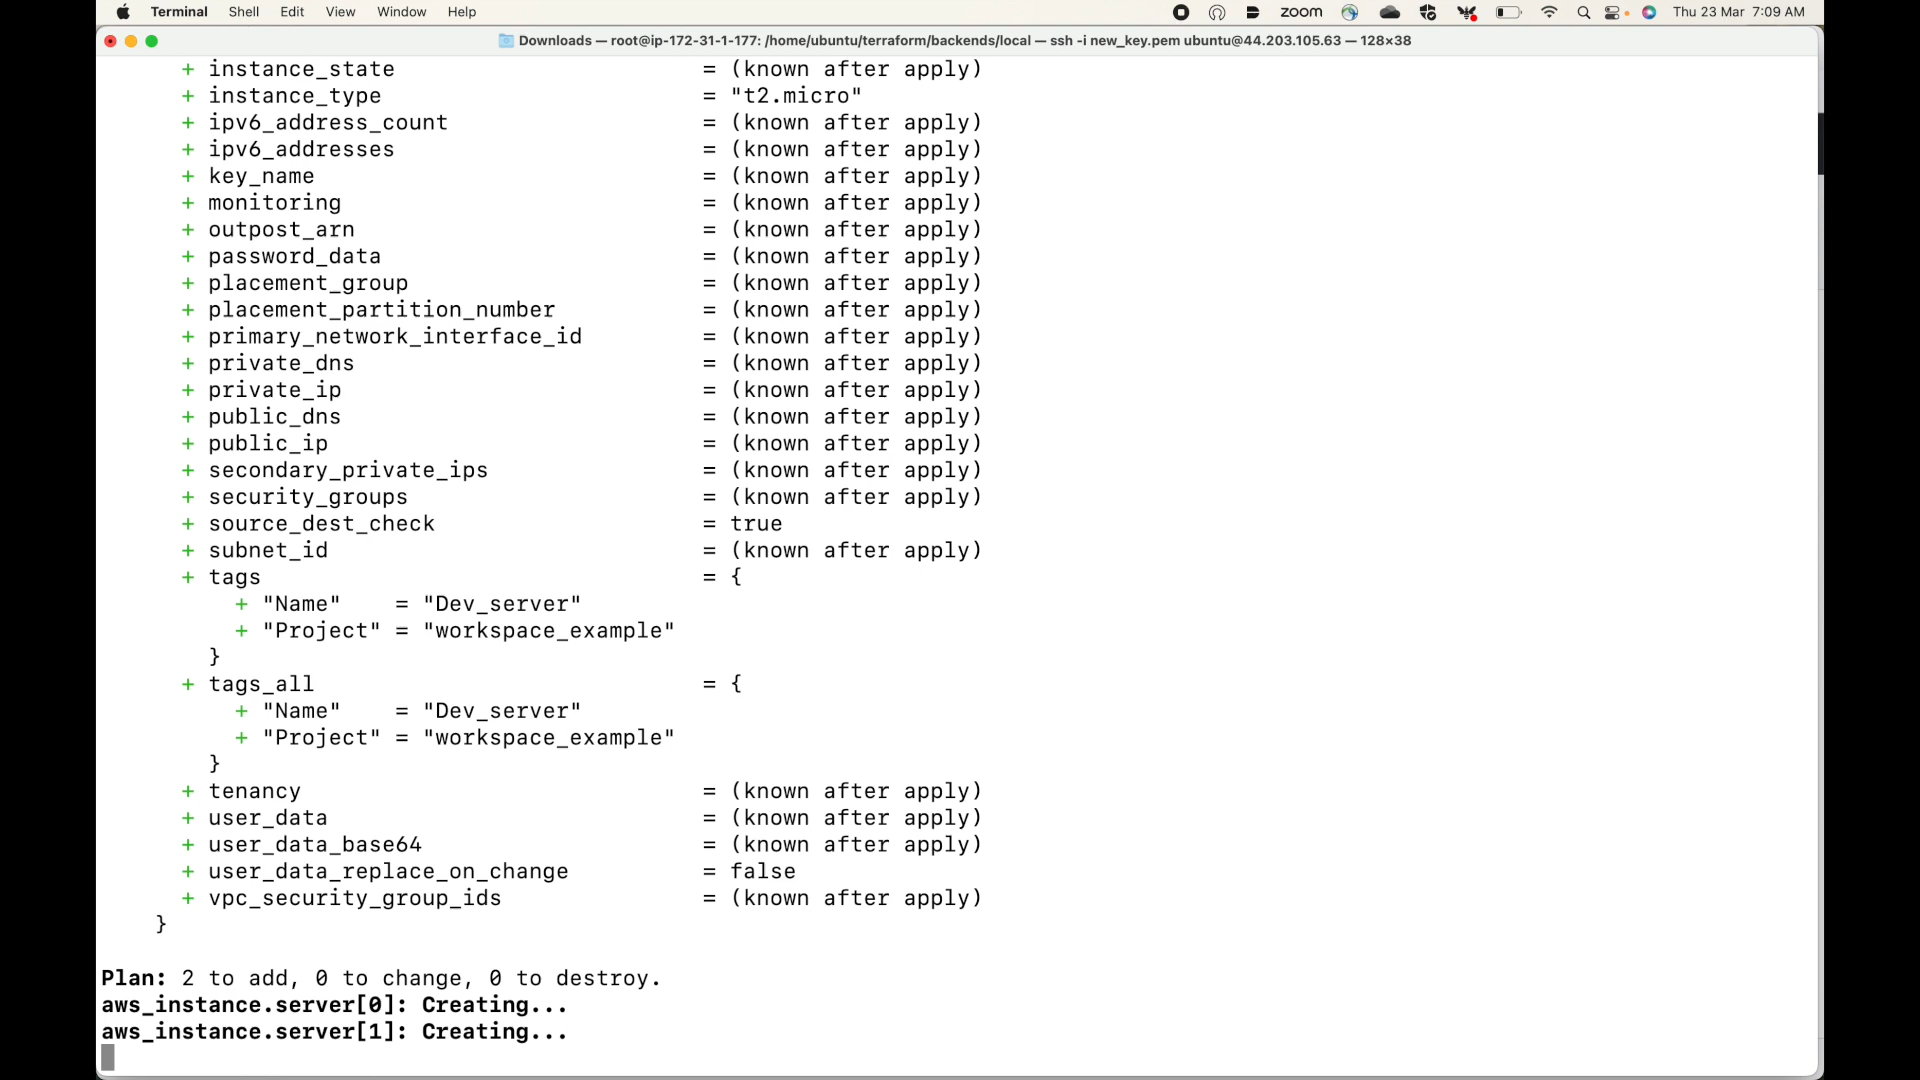 Terminal Shell Edit View Window Help zoom Thu 23 Mar 7:09 AM
Downloads — root@ip-172-31-1-177: /home/ubuntu/terraform/backends/local — ssh -i new_key.pem ubuntu@44.203.105.63 — 128×38
+ instance_state = (known after apply)
+ instance_type = "t2.micro"
+ ipv6_address_count = (known after apply)
+ ipv6_addresses = (known after apply)
+ key_name = (known after apply)
+ monitoring = (known after apply)
+ outpost_arn = (known after apply)
+ password_data = (known after apply)
+ placement_group = (known after apply)
+ placement_partition_number = (known after apply)
+ primary_network_interface_id = (known after apply)
+ private_dns = (known after apply)
+ private_ip = (known after apply)
+ public_dns = (known after apply)
+ public_ip = (known after apply)
+ secondary_private_ips = (known after apply)
+ security_groups = (known after apply)
+ source_dest_check = true
+ subnet_id = (known after apply)
+ tags = {
+ "Name" = "Dev_server"
+ "Project" = "workspace_example"
}
+ tags_all = {
+ "Name" = "Dev_server"
+ "Project" = "workspace_example"
}
+ tenancy = (known after apply)
+ user_data = (known after apply)
+ user_data_base64 = (known after apply)
+ user_data_replace_on_change = false
+ vpc_security_group_ids = (known after apply)
}
Plan: 2 to add, 0 to change, 0 to destroy.
aws_instance.server[0]: Creating...
aws_instance.server[1]: Creating...